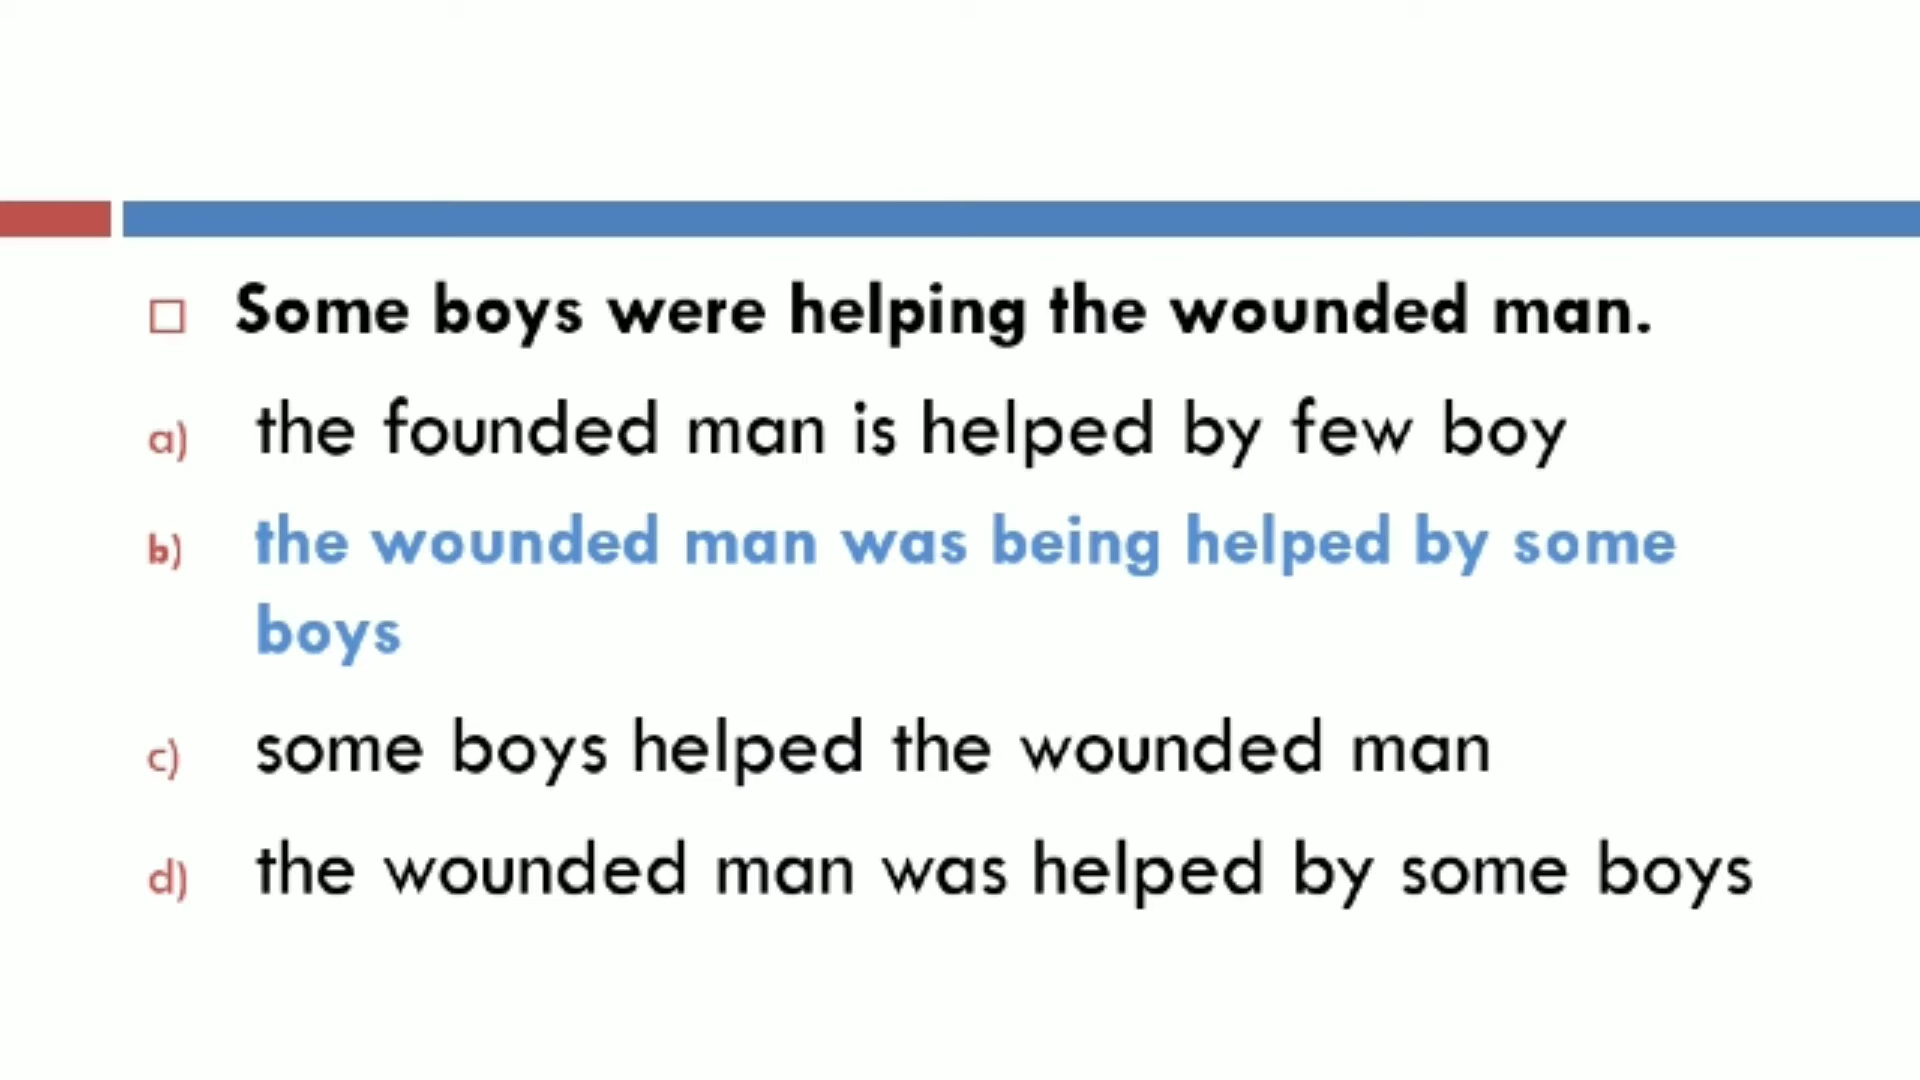 Some boys were helping the wounded man.
a) the founded man is helped by few boy
b) the wounded man was being helped by some
boys
c) some boys helped the wounded man
d) the wounded man was helped by some boys